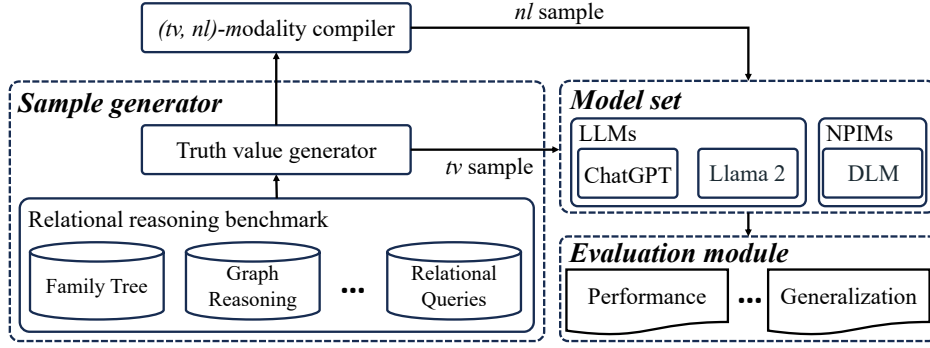 (tv, nl)-modality compiler
nl sample
Sample generator
Truth value generator
tv sample
Relational reasoning benchmark
Family Tree
Graph
Reasoning
...
Relational
Queries
Model set
LLMs
ChatGPT
Llama 2
NPIMs
DLM
Evaluation module
Performance
...
Generalization